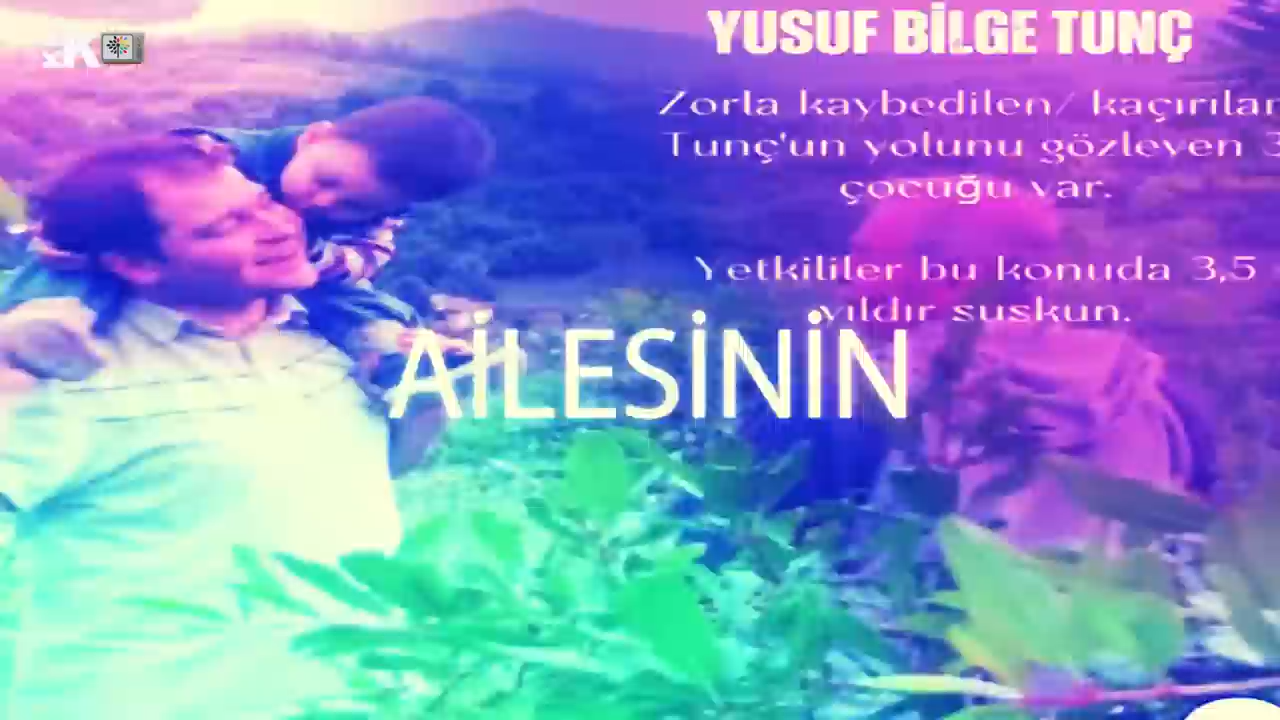 YUSUF BİLGE TUNÇ
Zorla kaybedilen/ kaçırılan
Tunç'un yolunu gözleyen 3
çocuğu var.
Yetkililer bu konuda 3,5
yıldır suskun.
AİLESİNİN